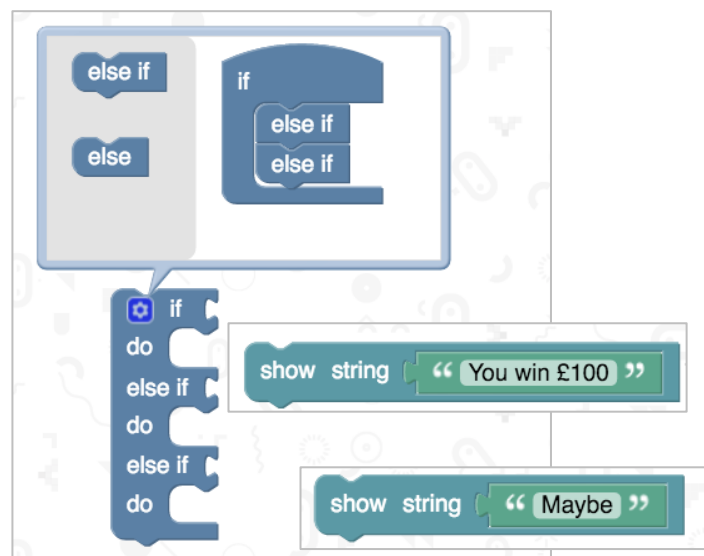 else if
else
if
else if
else if
if
do
else if
do
else if
do
show string “ You win £100 ”
show string “ Maybe ”